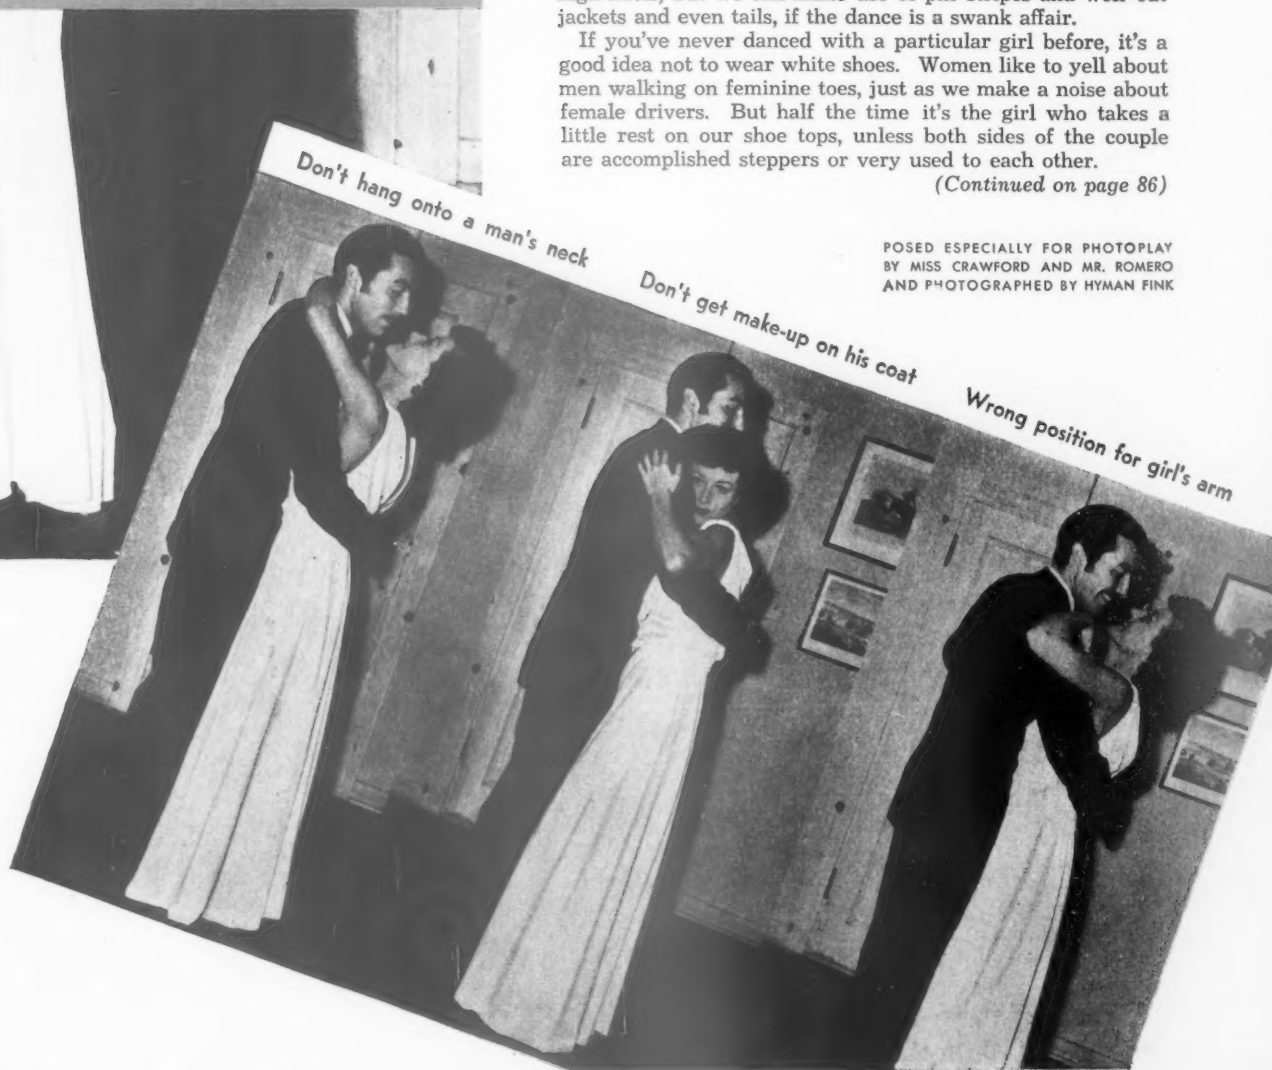 jackets and even tails, if the dance is a swank affair.
If you've never danced with a particular girl before, it's a
good idea not to wear white shoes. Women like to yell about
men walking on feminine toes, just as we make a noise about
female drivers. But half the time it's the girl who takes a
little rest on our shoe tops, unless both sides of the couple
are accomplished steppers or very used to each other.
(Continued on page 86)
POSED ESPECIALLY FOR PHOTOPLAY
BY MISS CRAWFORD AND MR. ROMERO
AND PHOTOGRAPHED BY HYMAN FINK
Don't hang onto a man's neck
Don't get make-up on his coat
Wrong position for girl's arm